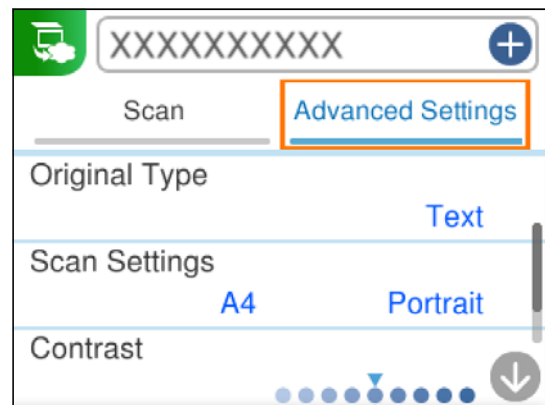 XXXXXXXXXX
Scan Advanced Settings
Original Type
Text
Scan Settings
A4 Portrait
Contrast